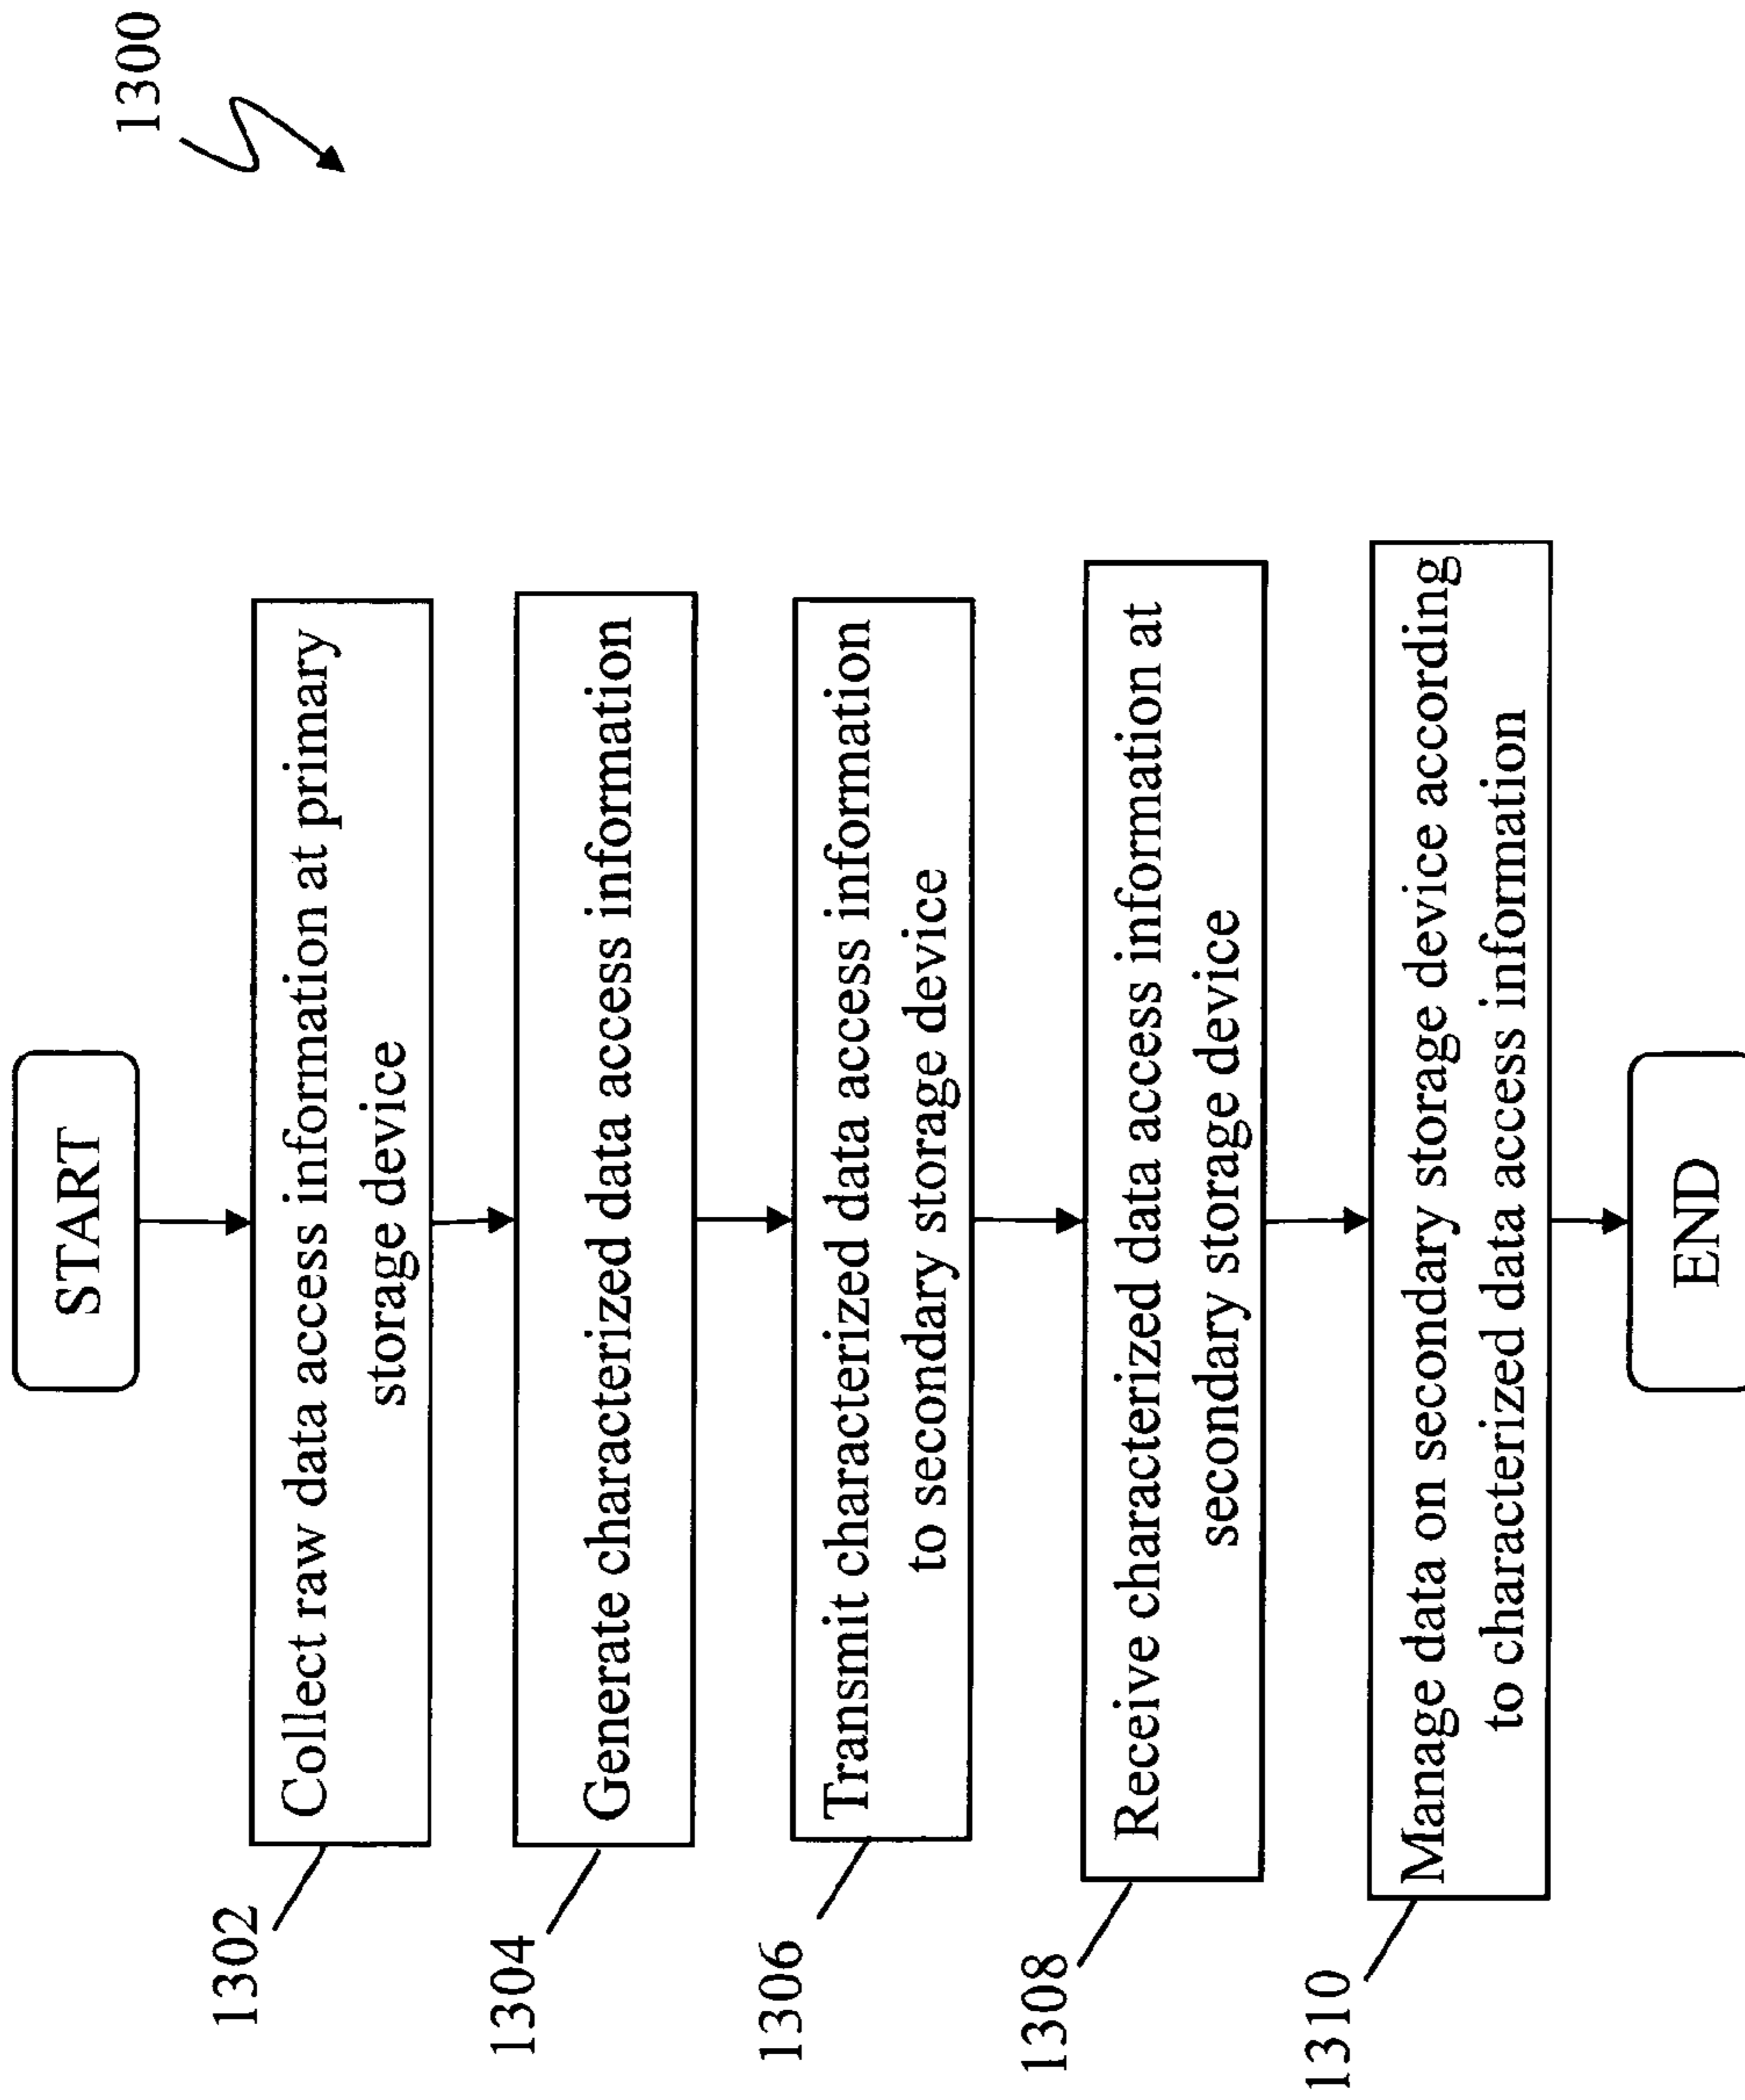 1300
START
1302
Collect raw data access information at primary
storage device
1304
Generate characterized data access information
1306
Transmit characterized data access information
to secondary storage device
1308
Receive characterized data access information at
secondary storage device
1310
Manage data on secondary storage device according
to characterized data access information
END